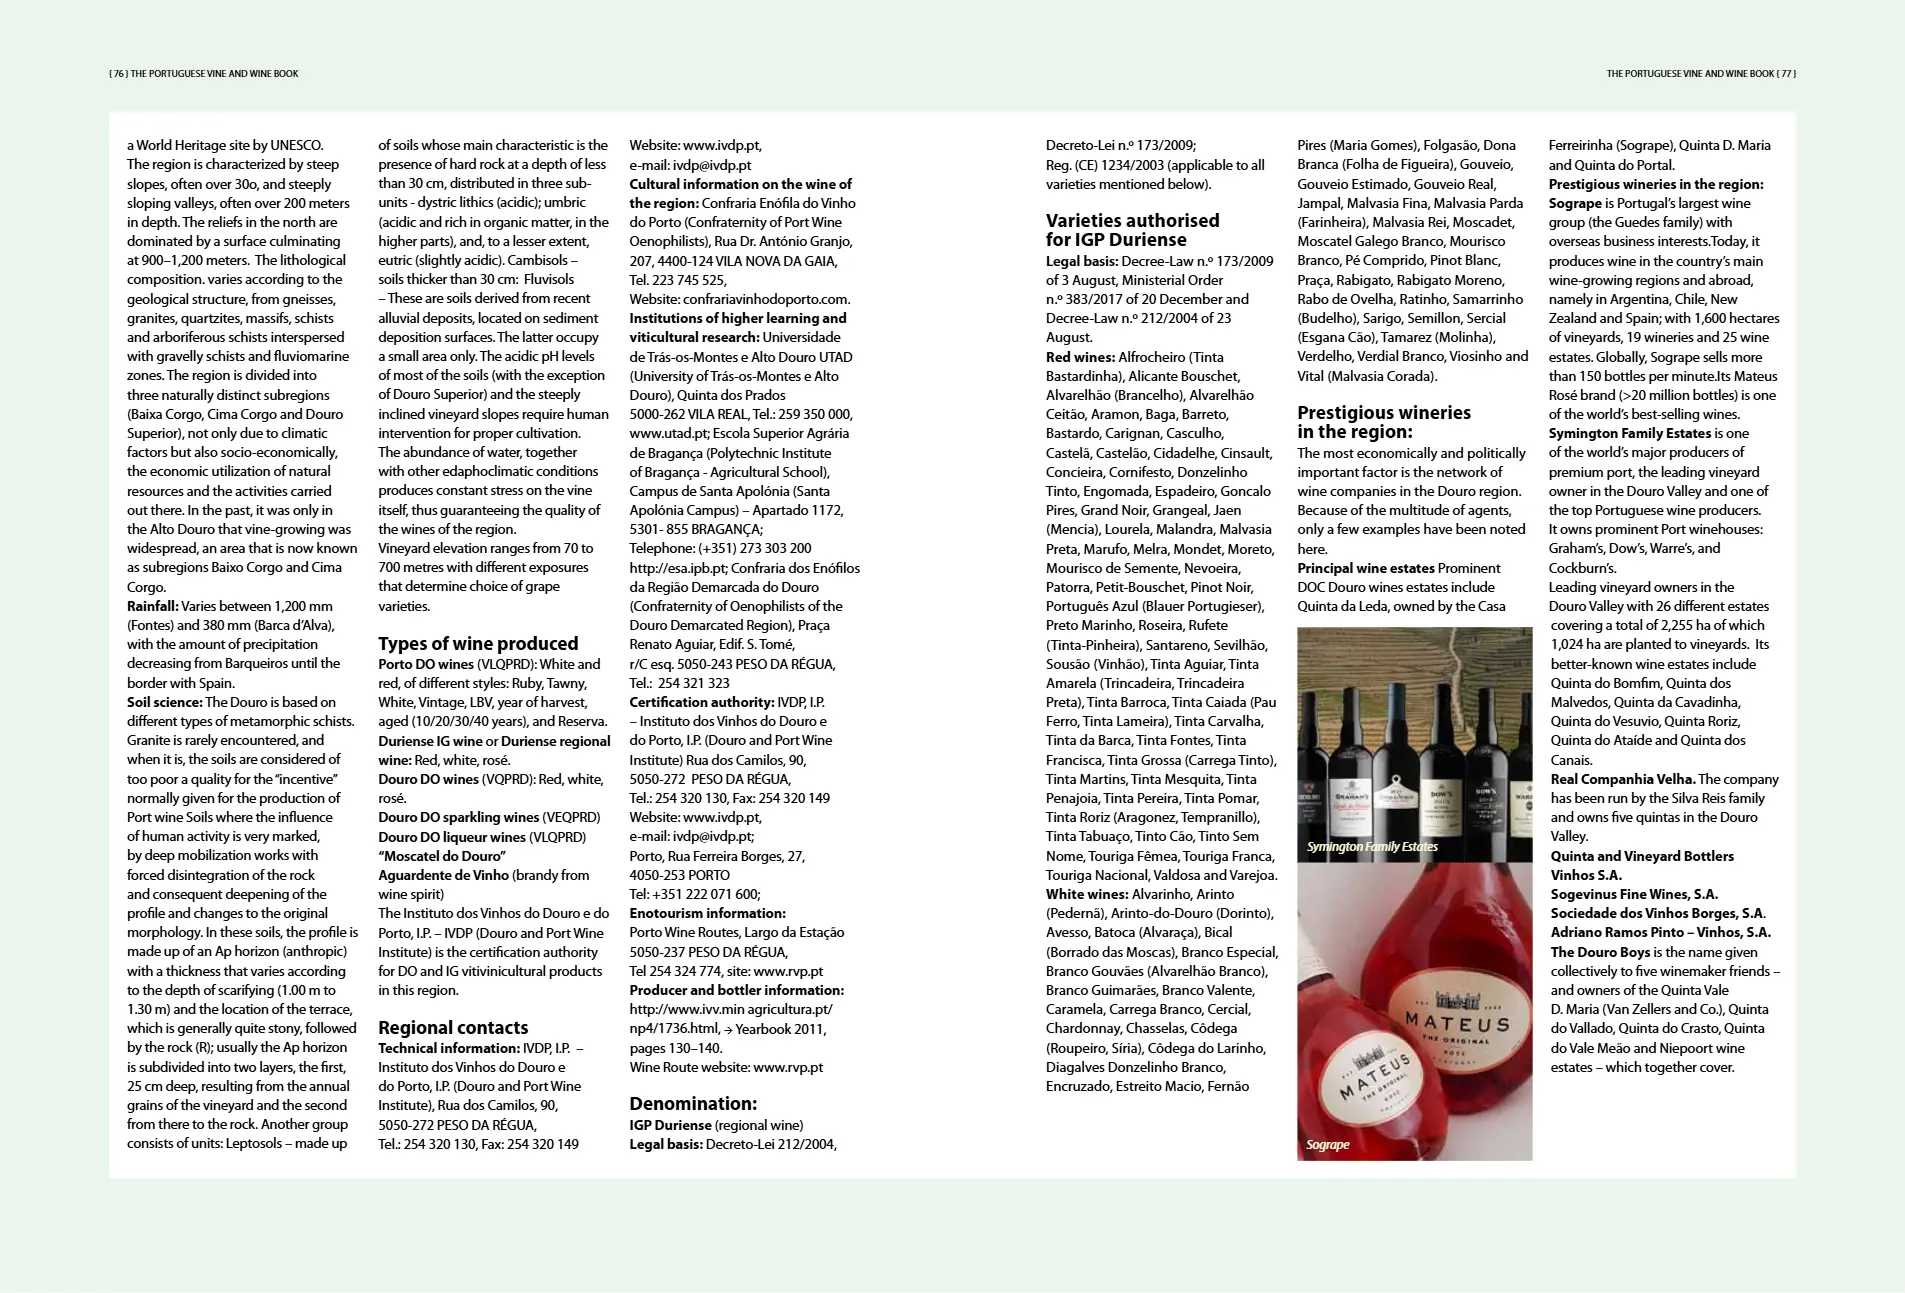 { 76 } THE PORTUGUESE VINE AND WINE BOOK
THE PORTUGUESE VINE AND WINE BOOK { 77 }
a World Heritage site by UNESCO.
The region is characterized by steep
slopes, often over 30o, and steeply
sloping valleys, often over 200 meters
in depth. The reliefs in the north are
dominated by a surface culminating
at 900–1,200 meters.  The lithological
composition. varies according to the
geological structure, from gneisses,
granites, quartzites, massifs, schists
and arboriferous schists interspersed
with gravelly schists and fluviomarine
zones. The region is divided into
three naturally distinct subregions
(Baixa Corgo, Cima Corgo and Douro
Superior), not only due to climatic
factors but also socio-economically,
the economic utilization of natural
resources and the activities carried
out there. In the past, it was only in
the Alto Douro that vine-growing was
widespread, an area that is now known
as subregions Baixo Corgo and Cima
Corgo.
Rainfall: Varies between 1,200 mm
(Fontes) and 380 mm (Barca d'Alva),
with the amount of precipitation
decreasing from Barqueiros until the
border with Spain.
Soil science: The Douro is based on
different types of metamorphic schists.
Granite is rarely encountered, and
when it is, the soils are considered of
too poor a quality for the “incentive”
normally given for the production of
Port wine Soils where the influence
of human activity is very marked,
by deep mobilization works with
forced disintegration of the rock
and consequent deepening of the
profile and changes to the original
morphology. In these soils, the profile is
made up of an Ap horizon (anthropic)
with a thickness that varies according
to the depth of scarifying (1.00 m to
1.30 m) and the location of the terrace,
which is generally quite stony, followed
by the rock (R); usually the Ap horizon
is subdivided into two layers, the first,
25 cm deep, resulting from the annual
grains of the vineyard and the second
from there to the rock. Another group
consists of units: Leptosols – made up
of soils whose main characteristic is the
presence of hard rock at a depth of less
than 30 cm, distributed in three sub-
units - dystric lithics (acidic); umbric
(acidic and rich in organic matter, in the
higher parts), and, to a lesser extent,
eutric (slightly acidic). Cambisols –
soils thicker than 30 cm:  Fluvisols
– These are soils derived from recent
alluvial deposits, located on sediment
deposition surfaces. The latter occupy
a small area only. The acidic pH levels
of most of the soils (with the exception
of Douro Superior) and the steeply
inclined vineyard slopes require human
intervention for proper cultivation.
The abundance of water, together
with other edaphoclimatic conditions
produces constant stress on the vine
itself, thus guaranteeing the quality of
the wines of the region.
Vineyard elevation ranges from 70 to
700 metres with different exposures
that determine choice of grape
varieties.
Types of wine produced
Porto DO wines (VLQPRD): White and
red, of different styles: Ruby, Tawny,
White, Vintage, LBV, year of harvest,
aged (10/20/30/40 years), and Reserva.
Duriense IG wine or Duriense regional
wine: Red, white, rosé.
Douro DO wines (VQPRD): Red, white,
rosé.
Douro DO sparkling wines (VEQPRD)
Douro DO liqueur wines (VLQPRD)
“Moscatel do Douro”
Aguardente de Vinho (brandy from
wine spirit)
The Instituto dos Vinhos do Douro e do
Porto, I.P. – IVDP (Douro and Port Wine
Institute) is the certification authority
for DO and IG vitivinicultural products
in this region.
Regional contacts
Technical information: IVDP, I.P.  –
Instituto dos Vinhos do Douro e
do Porto, I.P. (Douro and Port Wine
Institute), Rua dos Camilos, 90,
5050-272 PESO DA RÉGUA,
Tel.: 254 320 130, Fax: 254 320 149
Website: www.ivdp.pt,
e-mail: ivdp@ivdp.pt
Cultural information on the wine of
the region: Confraria Enófila do Vinho
do Porto (Confraternity of Port Wine
Oenophilists), Rua Dr. António Granjo,
207, 4400-124 VILA NOVA DA GAIA,
Tel. 223 745 525,
Website: confrariavinhodoporto.com.
Institutions of higher learning and
viticultural research: Universidade
de Trás-os-Montes e Alto Douro UTAD
(University of Trás-os-Montes e Alto
Douro), Quinta dos Prados
5000-262 VILA REAL, Tel.: 259 350 000,
www.utad.pt; Escola Superior Agrária
de Bragança (Polytechnic Institute
of Bragança - Agricultural School),
Campus de Santa Apolónia (Santa
Apolónia Campus) – Apartado 1172,
5301- 855 BRAGANÇA;
Telephone: (+351) 273 303 200
http://esa.ipb.pt; Confraria dos Enófilos
da Região Demarcada do Douro
(Confraternity of Oenophilists of the
Douro Demarcated Region), Praça
Renato Aguiar, Edif. S. Tomé,
r/C esq. 5050-243 PESO DA RÉGUA,
Tel.:  254 321 323
Certification authority: IVDP, I.P.
– Instituto dos Vinhos do Douro e
do Porto, I.P. (Douro and Port Wine
Institute) Rua dos Camilos, 90,
5050-272  PESO DA RÉGUA,
Tel.: 254 320 130, Fax: 254 320 149
Website: www.ivdp.pt,
e-mail: ivdp@ivdp.pt;
Porto, Rua Ferreira Borges, 27,
4050-253 PORTO
Tel: +351 222 071 600;
Enotourism information:
Porto Wine Routes, Largo da Estação
5050-237 PESO DA RÉGUA,
Tel 254 324 774, site: www.rvp.pt
Producer and bottler information:
http://www.ivv.min agricultura.pt/
np4/1736.html, → Yearbook 2011,
pages 130–140.
Wine Route website: www.rvp.pt
Denomination:
IGP Duriense (regional wine)
Legal basis: Decreto-Lei 212/2004,
Decreto-Lei n.º 173/2009;
Reg. (CE) 1234/2003 (applicable to all
varieties mentioned below).
Varieties authorised
for IGP Duriense
Legal basis: Decree-Law n.º 173/2009
of 3 August, Ministerial Order
n.º 383/2017 of 20 December and
Decree-Law n.º 212/2004 of 23
August.
Red wines: Alfrocheiro (Tinta
Bastardinha), Alicante Bouschet,
Alvarelhão (Brancelho), Alvarelhão
Ceitão, Aramon, Baga, Barreto,
Bastardo, Carignan, Casculho,
Castelã, Castelão, Cidadelhe, Cinsault,
Concieira, Cornifesto, Donzelinho
Tinto, Engomada, Espadeiro, Goncalo
Pires, Grand Noir, Grangeal, Jaen
(Mencia), Lourela, Malandra, Malvasia
Preta, Marufo, Melra, Mondet, Moreto,
Mourisco de Semente, Nevoeira,
Patorra, Petit-Bouschet, Pinot Noir,
Português Azul (Blauer Portugieser),
Preto Marinho, Roseira, Rufete
(Tinta-Pinheira), Santareno, Sevilhão,
Sousão (Vinhão), Tinta Aguiar, Tinta
Amarela (Trincadeira, Trincadeira
Preta), Tinta Barroca, Tinta Caiada (Pau
Ferro, Tinta Lameira), Tinta Carvalha,
Tinta da Barca, Tinta Fontes, Tinta
Francisca, Tinta Grossa (Carrega Tinto),
Tinta Martins, Tinta Mesquita, Tinta
Penajoia, Tinta Pereira, Tinta Pomar,
Tinta Roriz (Aragonez, Tempranillo),
Tinta Tabuaço, Tinto Cão, Tinto Sem
Nome, Touriga Fêmea, Touriga Franca,
Touriga Nacional, Valdosa and Varejoa.
White wines: Alvarinho, Arinto
(Pedernã), Arinto-do-Douro (Dorinto),
Avesso, Batoca (Alvaraça), Bical
(Borrado das Moscas), Branco Especial,
Branco Gouvães (Alvarelhão Branco),
Branco Guimarães, Branco Valente,
Caramela, Carrega Branco, Cercial,
Chardonnay, Chasselas, Côdega
(Roupeiro, Síria), Côdega do Larinho,
Diagalves Donzelinho Branco,
Encruzado, Estreito Macio, Fernão
Pires (Maria Gomes), Folgasão, Dona
Branca (Folha de Figueira), Gouveio,
Gouveio Estimado, Gouveio Real,
Jampal, Malvasia Fina, Malvasia Parda
(Farinheira), Malvasia Rei, Moscadet,
Moscatel Galego Branco, Mourisco
Branco, Pé Comprido, Pinot Blanc,
Praça, Rabigato, Rabigato Moreno,
Rabo de Ovelha, Ratinho, Samarrinho
(Budelho), Sarigo, Semillon, Sercial
(Esgana Cão), Tamarez (Molinha),
Verdelho, Verdial Branco, Viosinho and
Vital (Malvasia Corada).
Prestigious wineries
in the region:
The most economically and politically
important factor is the network of
wine companies in the Douro region.
Because of the multitude of agents,
only a few examples have been noted
here.
Principal wine estates Prominent
DOC Douro wines estates include
Quinta da Leda, owned by the Casa
GRAHAM'S
DOW'S
DOW'S
Symington Family Estates
MATEUS
THE ORIGINAL
ROSÉ
MATEUS
THE ORIGINAL
ROSÉ
Sogrape
Ferreirinha (Sogrape), Quinta D. Maria
and Quinta do Portal.
Prestigious wineries in the region:
Sogrape is Portugal's largest wine
group (the Guedes family) with
overseas business interests.Today, it
produces wine in the country's main
wine-growing regions and abroad,
namely in Argentina, Chile, New
Zealand and Spain; with 1,600 hectares
of vineyards, 19 wineries and 25 wine
estates. Globally, Sogrape sells more
than 150 bottles per minute.Its Mateus
Rosé brand (>20 million bottles) is one
of the world's best-selling wines.
Symington Family Estates is one
of the world's major producers of
premium port, the leading vineyard
owner in the Douro Valley and one of
the top Portuguese wine producers.
It owns prominent Port winehouses:
Graham's, Dow's, Warre's, and
Cockburn's.
Leading vineyard owners in the
Douro Valley with 26 different estates
covering a total of 2,255 ha of which
1,024 ha are planted to vineyards.  Its
better-known wine estates include
Quinta do Bomfim, Quinta dos
Malvedos, Quinta da Cavadinha,
Quinta do Vesuvio, Quinta Roriz,
Quinta do Ataíde and Quinta dos
Canais.
Real Companhia Velha. The company
has been run by the Silva Reis family
and owns five quintas in the Douro
Valley.
Quinta and Vineyard Bottlers
Vinhos S.A.
Sogevinus Fine Wines, S.A.
Sociedade dos Vinhos Borges, S.A.
Adriano Ramos Pinto – Vinhos, S.A.
The Douro Boys is the name given
collectively to five winemaker friends –
and owners of the Quinta Vale
D. Maria (Van Zellers and Co.), Quinta
do Vallado, Quinta do Crasto, Quinta
do Vale Meão and Niepoort wine
estates – which together cover.